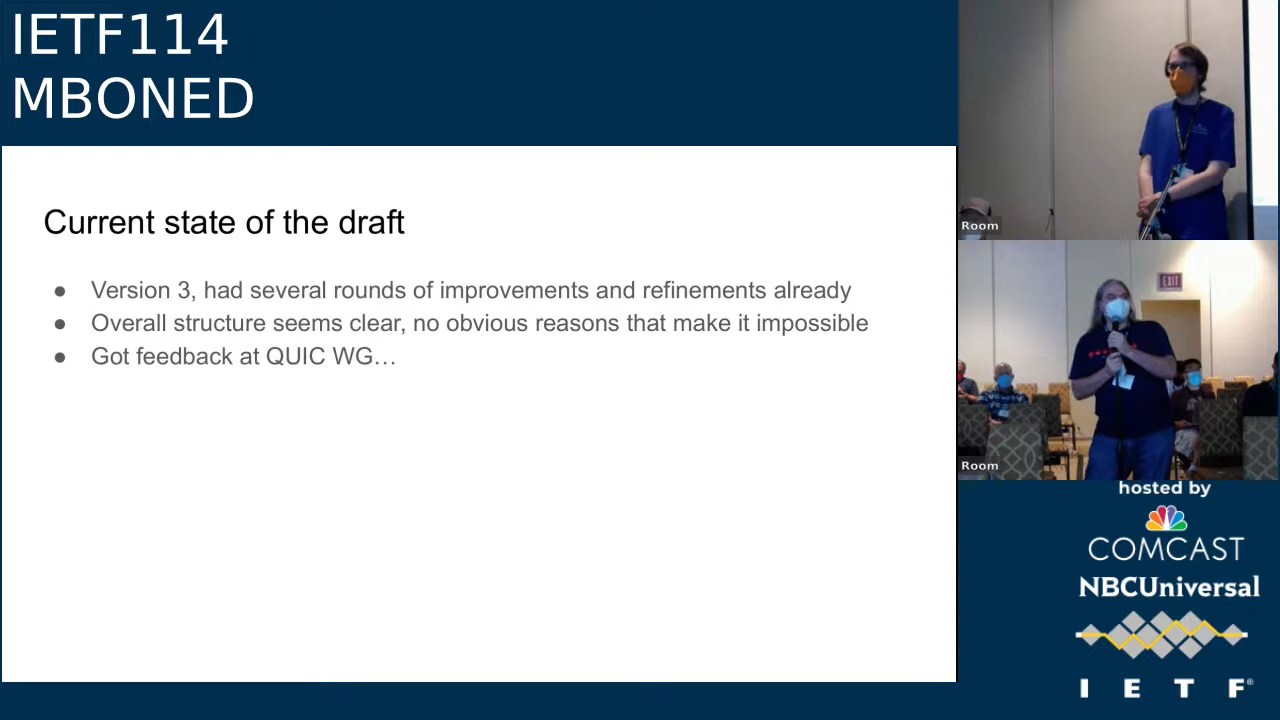 IETF114
MBONED
Current state of the draft
● Version 3, had several rounds of improvements and refinements already
● Overall structure seems clear, no obvious reasons that make it impossible
● Got feedback at QUIC WG…
Room
EXIT
Room
hosted by
COMCAST
NBCUniversal
I E T F®